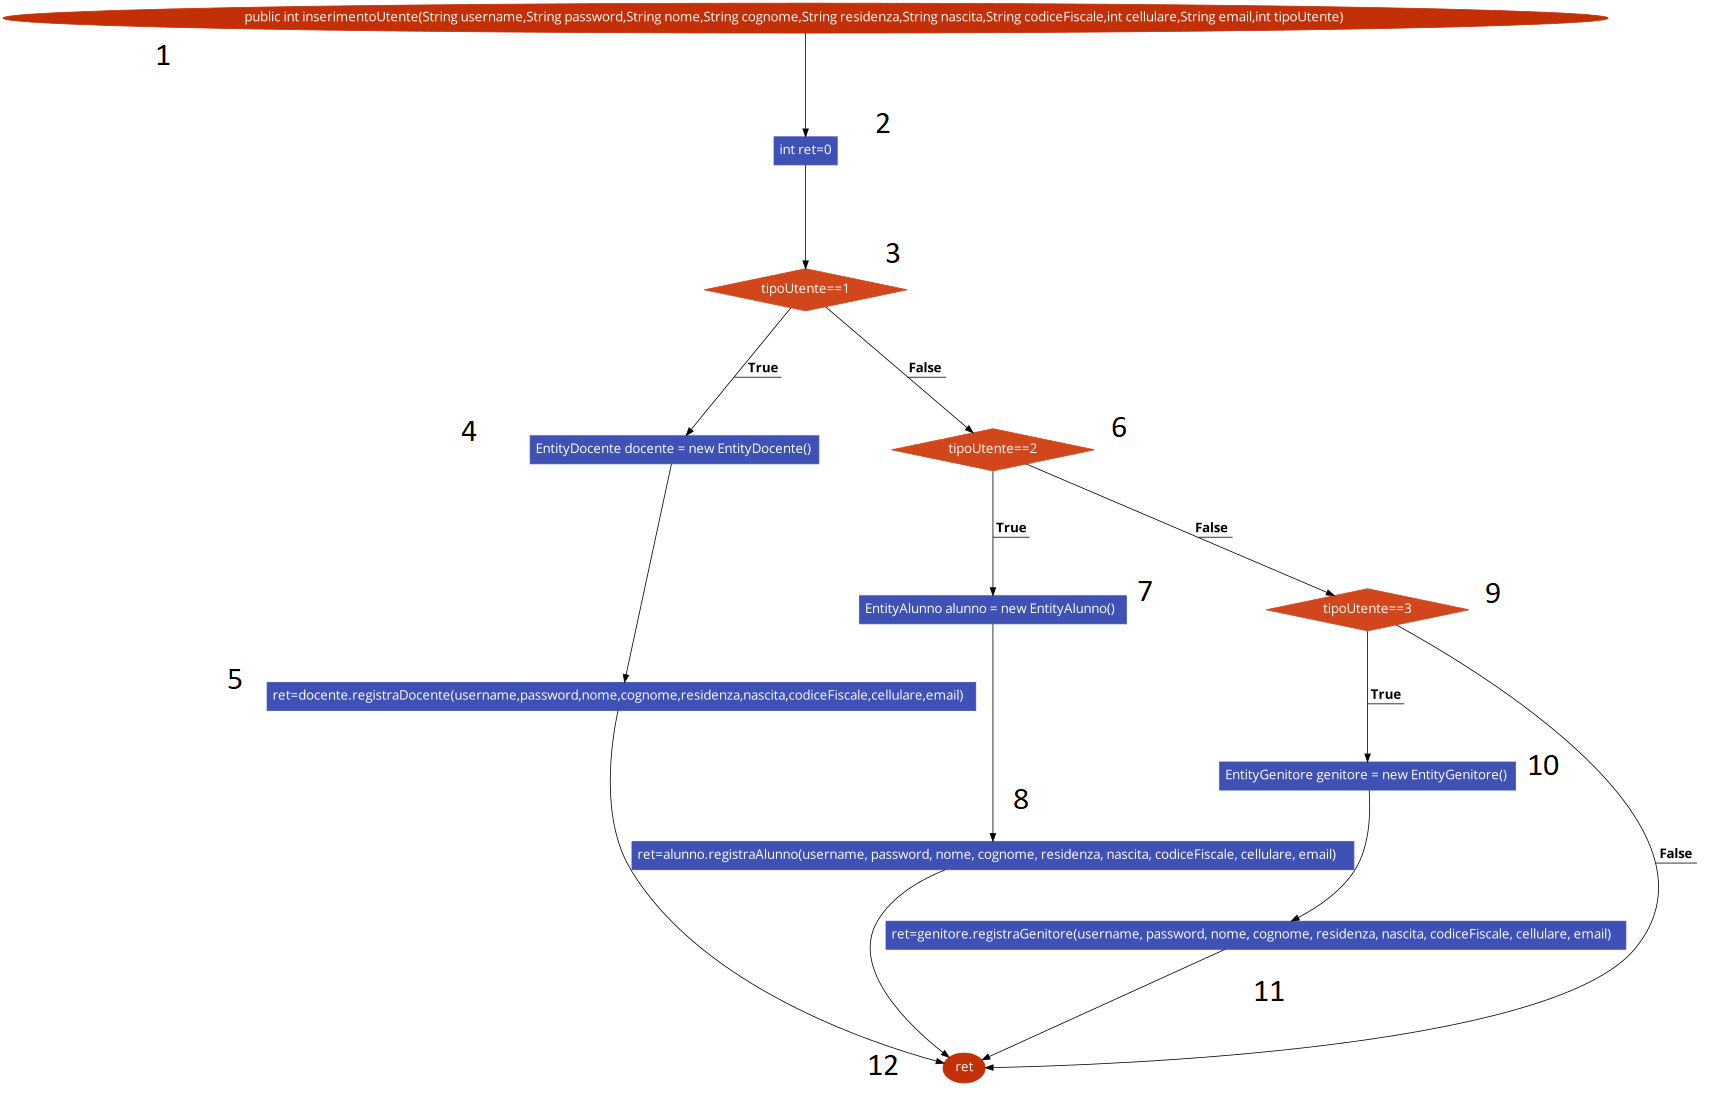 public int inserimentoUtente(String username,String password,String nome,String cognome,String residenza,String nascita,String codiceFiscale,int cellulare,String email,int tipoUtente)
1
2
int ret=0
3
tipoUtente==1
True
False
4
EntityDocente docente = new EntityDocente()
6
tipoUtente==2
True
False
7
EntityAlunno alunno = new EntityAlunno()
9
tipoUtente==3
5
ret=docente.registraDocente(username,password,nome,cognome,residenza,nascita,codiceFiscale,cellulare,email)
True
10
EntityGenitore genitore = new EntityGenitore()
8
ret=alunno.registraAlunno(username, password, nome, cognome, residenza, nascita, codiceFiscale, cellulare, email)
False
ret=genitore.registraGenitore(username, password, nome, cognome, residenza, nascita, codiceFiscale, cellulare, email)
11
12
ret